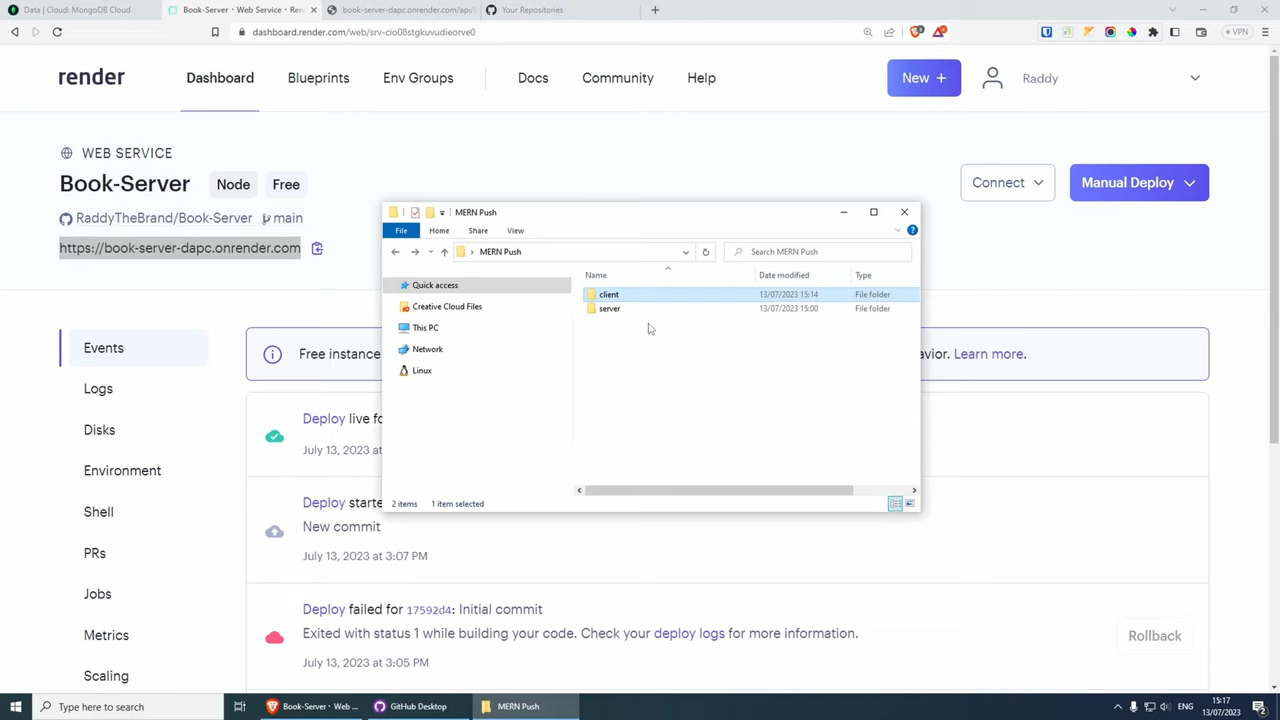 Data | Cloud: MongoDB Cloud
Book-Server · Web Service · Ren
book-server-dapc.onrender.com/api/
Your Repositories
dashboard.render.com/web/srv-cio08stgkuvudieorve0
VPN
render
Dashboard
Blueprints
Env Groups
Docs
Community
Help
New +
Raddy
WEB SERVICE
Book-Server
Node
Free
Connect
Manual Deploy
RaddyTheBrand/Book-Server
main
https://book-server-dapc.onrender.com
MERN Push
File
Home
Share
View
MERN Push
Search MERN Push
Name
Date modified
Type
Quick access
Creative Cloud Files
This PC
Network
Linux
client
13/07/2023 15:14
File folder
server
13/07/2023 15:00
File folder
2 items
1 item selected
Events
Logs
Disks
Environment
Shell
PRs
Jobs
Metrics
Scaling
Free instance
avior. Learn more.
Deploy live fo
July 13, 2023 at
Deploy starte
New commit
July 13, 2023 at 3:07 PM
Deploy failed for 17592d4: Initial commit
Exited with status 1 while building your code. Check your deploy logs for more information.
July 13, 2023 at 3:05 PM
Rollback
Type here to search
Book-Server · Web ...
GitHub Desktop
MERN Push
ENG
15:17
13/07/2023
2